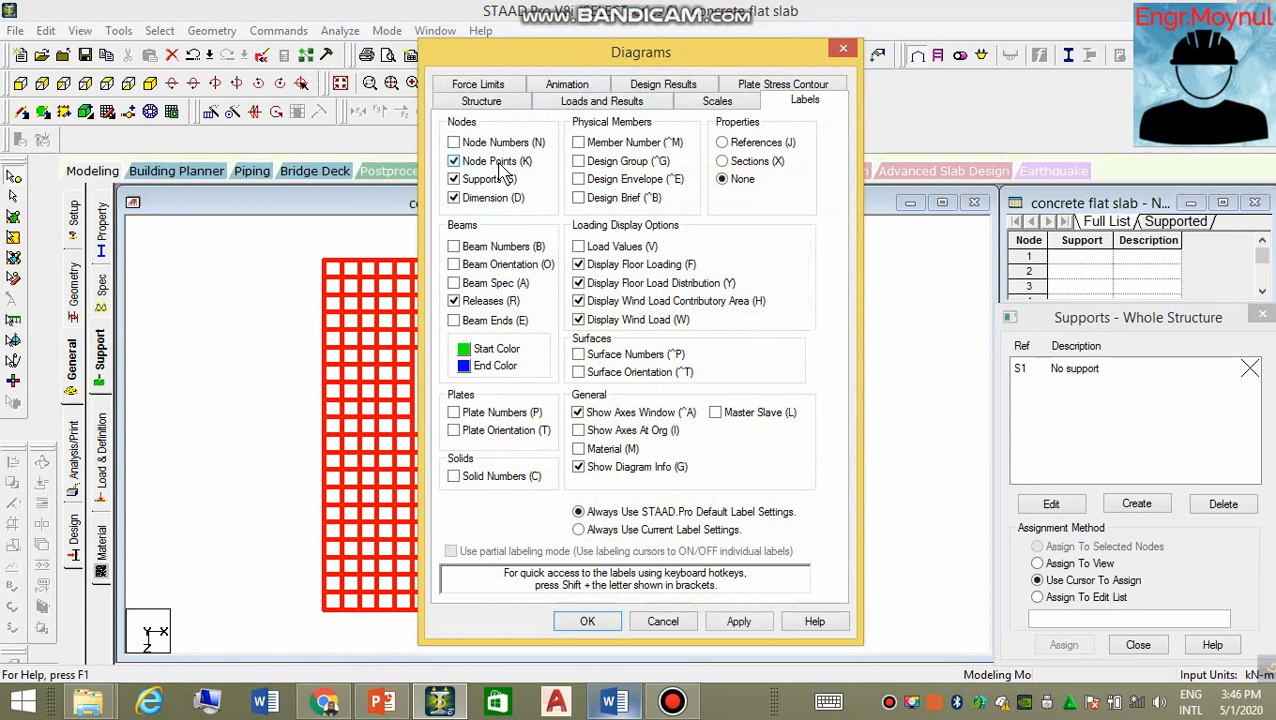 STAAD.Pro V8i (SELECT
concrete flat slab
www.BANDICAM.com
Engr.Moynul
File Edit View Tools Select Geometry Commands Analyze Mode Window Help
Diagrams
Force Limits Animation Design Results Plate Stress Contour
Structure Loads and Results Scales Labels
Nodes Physical Members Properties
Node Numbers (N) Member Number (^M) References (J)
Node Points (K) Design Group (^G) Sections (X)
Design Envelope (^E) None
Dimension (D) Design Brief (^B)
Beams Loading Display Options
Beam Numbers (B) Load Values (V)
Beam Orientation (O) Display Floor Loading (F)
Beam Spec (A) Display Floor Load Distribution (Y)
Releases (R) Display Wind Load Contributory Area (H)
Beam Ends (E) Display Wind Load (W)
Surfaces
Start Color Surface Numbers (^P)
End Color Surface Orientation (^T)
Plates General
Plate Numbers (P) Show Axes Window (^A) Master Slave (L)
Plate Orientation (T) Show Axes At Org (I)
Material (M)
Solids Show Diagram Info (G)
Solid Numbers (C)
Always Use STAAD.Pro Default Label Settings.
Always Use Current Label Settings.
Use partial labeling mode (Use labeling cursors to ON/OFF individual labels)
For quick access to the labels using keyboard hotkeys,
press Shift + the letter shown in brackets.
OK Cancel Apply Help
Modeling Building Planner Piping Bridge Deck Postproce
Advanced Slab Design Earthquake
Setup
Geometry
General
Analysis/Print
Design
Property
Spec
Support
Load & Definition
Material
Y X
Z
concrete flat slab - N...
Full List Supported
Node Support Description
1
2
3
Supports - Whole Structure
Ref Description
S1 No support
Edit Create Delete
Assignment Method
Assign To Selected Nodes
Assign To View
Use Cursor To Assign
Assign To Edit List
Assign Close Help
For Help, press F1
Modeling Mo
Input Units: kN-m
ENG 3:46 PM
INTL 5/1/2020